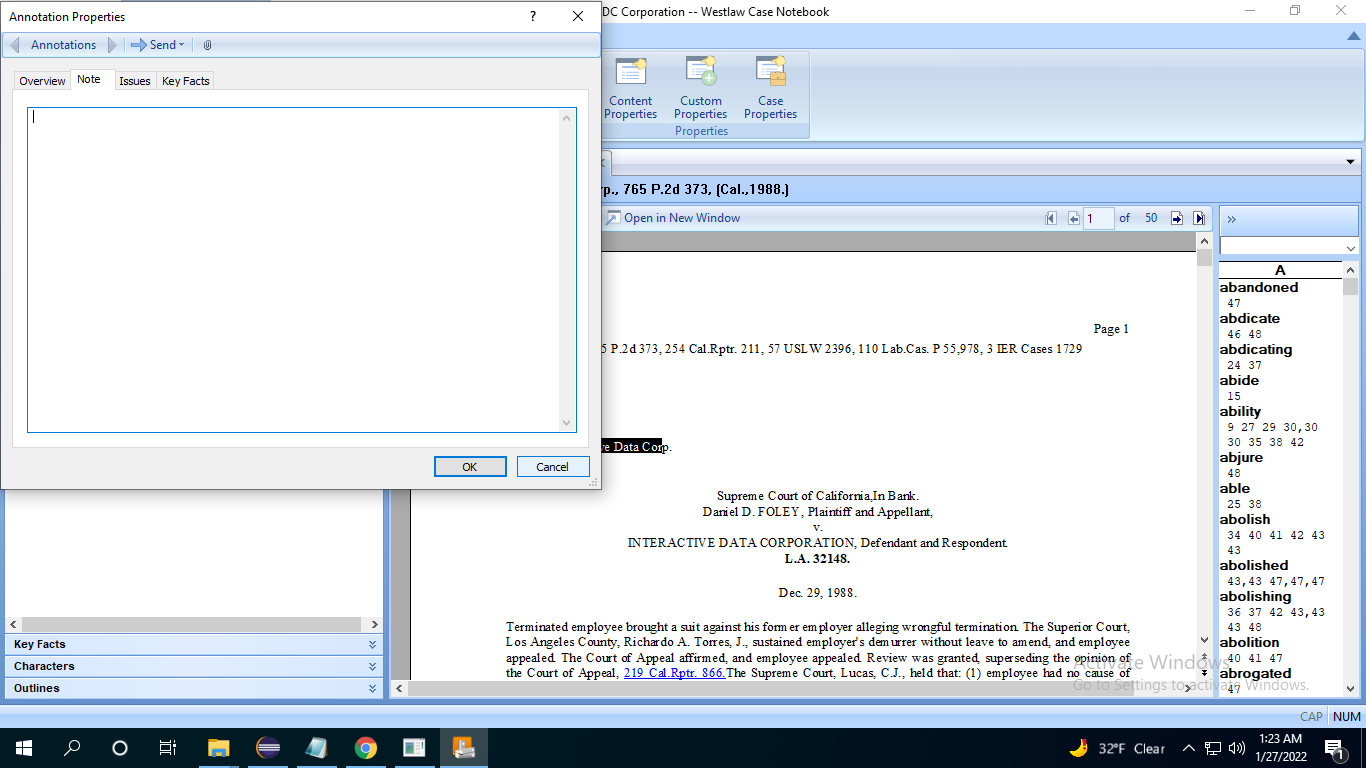 Annotation Properties
?
DC Corporation -- Westlaw Case Notebook
Annotations
Send
Overview
Note
Issues
Key Facts
Content Properties
Custom Properties
Case Properties
Properties
rp., 765 P.2d 373, (Cal.,1988.)
Open in New Window
1 of 50
Page 1
5 P.2d 373, 254 Cal.Rptr. 211, 57 USLW 2396, 110 Lab.Cas. P 55,978, 3 IER Cases 1729
ve Data Corp.
Supreme Court of California,In Bank.
Daniel D. FOLEY, Plaintiff and Appellant,
v.
INTERACTIVE DATA CORPORATION, Defendant and Respondent.
L.A. 32148.
Dec. 29, 1988.
Terminated employee brought a suit against his former employer alleging wrongful termination. The Superior Court,
Los Angeles County, Richardo A. Torres, J., sustained employer's demurrer without leave to amend, and employee
appealed. The Court of Appeal affirmed, and employee appealed. Review was granted, superseding the opinion of
the Court of Appeal, 219 Cal.Rptr. 866.The Supreme Court, Lucas, C.J., held that: (1) employee had no cause of
OK
Cancel
A
abandoned
47
abdicate
46 48
abdicating
24 37
abide
15
ability
9 27 29 30,30
30 35 38 42
abjure
48
able
25 38
abolish
34 40 41 42 43
43
abolished
43,43 47,47,47
abolishing
36 37 42 43,43
43 48
abolition
40 41 47
abrogated
47
Activate Windows
Go to Settings to activate Windows.
Key Facts
Characters
Outlines
CAP NUM
32°F Clear
1:23 AM
1/27/2022
1